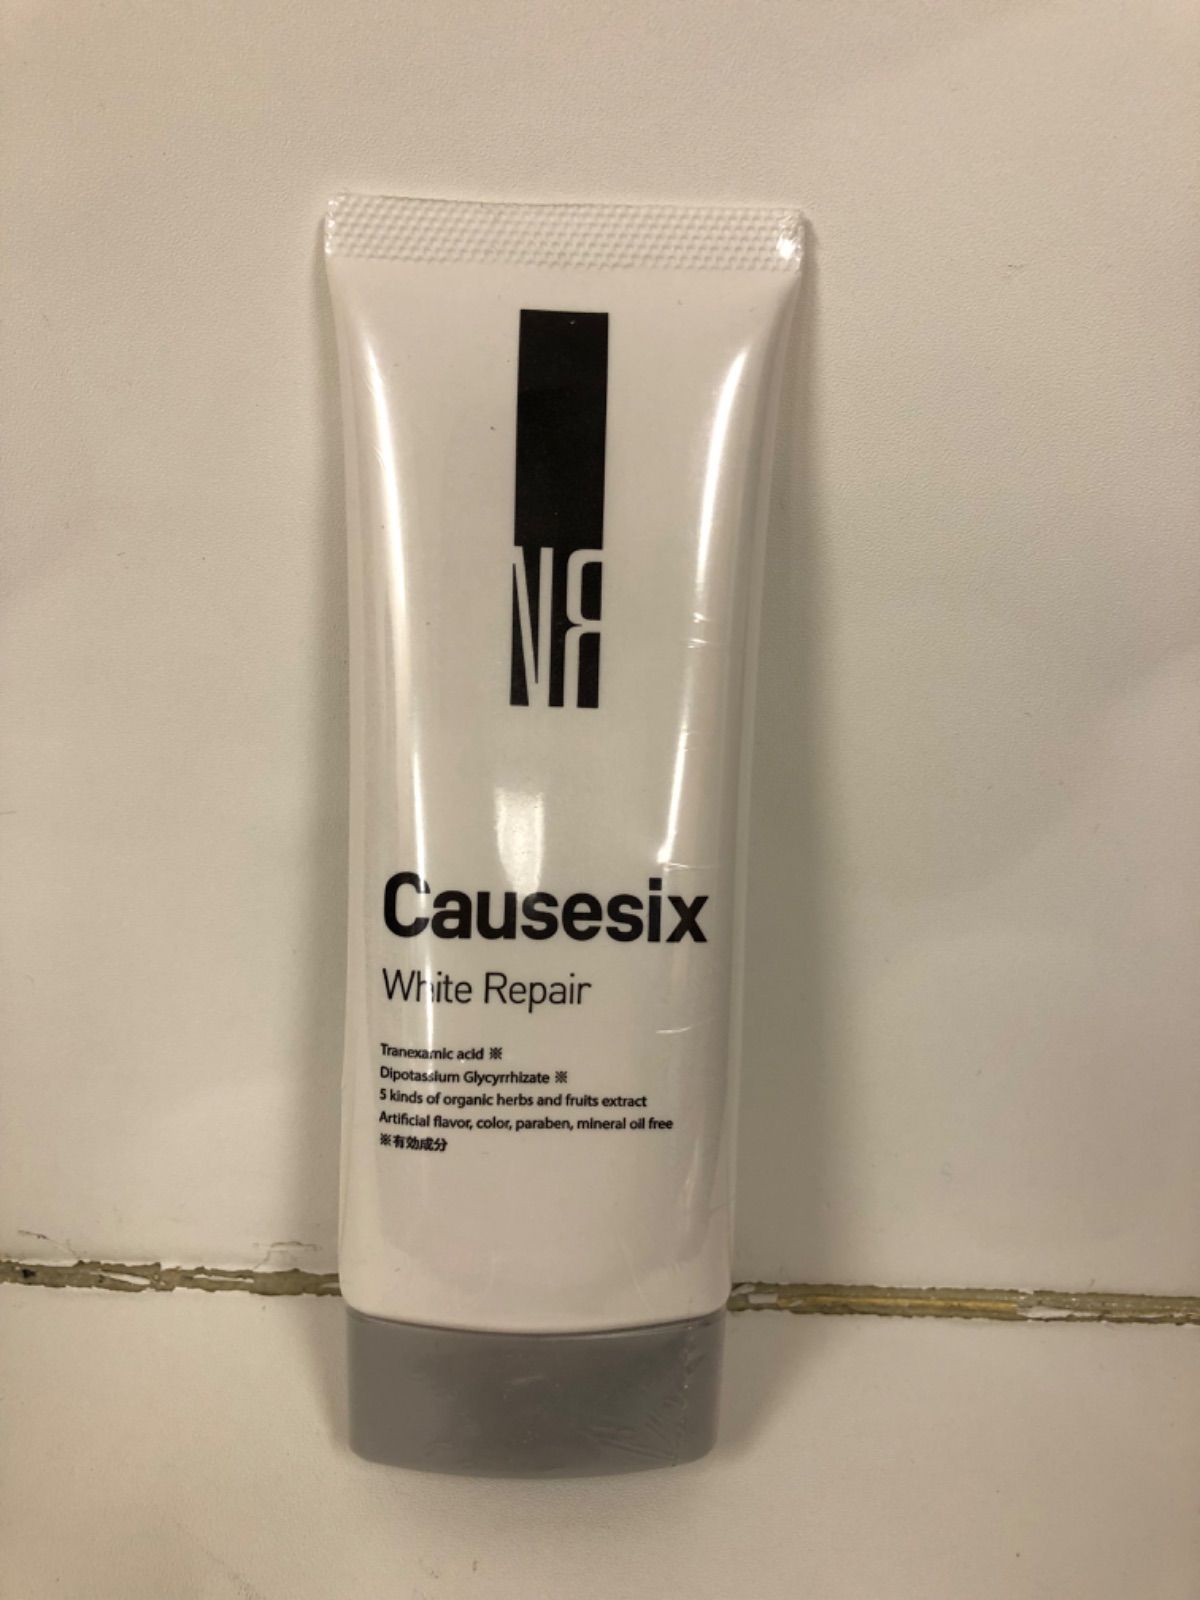 NR
Causesix
White Repair
Tranexamic acid ※
Dipotassium Glycyrrhizate ※
5 kinds of organic herbs and fruits extract
Artificial flavor, color, paraben, mineral oil free
※有効成分